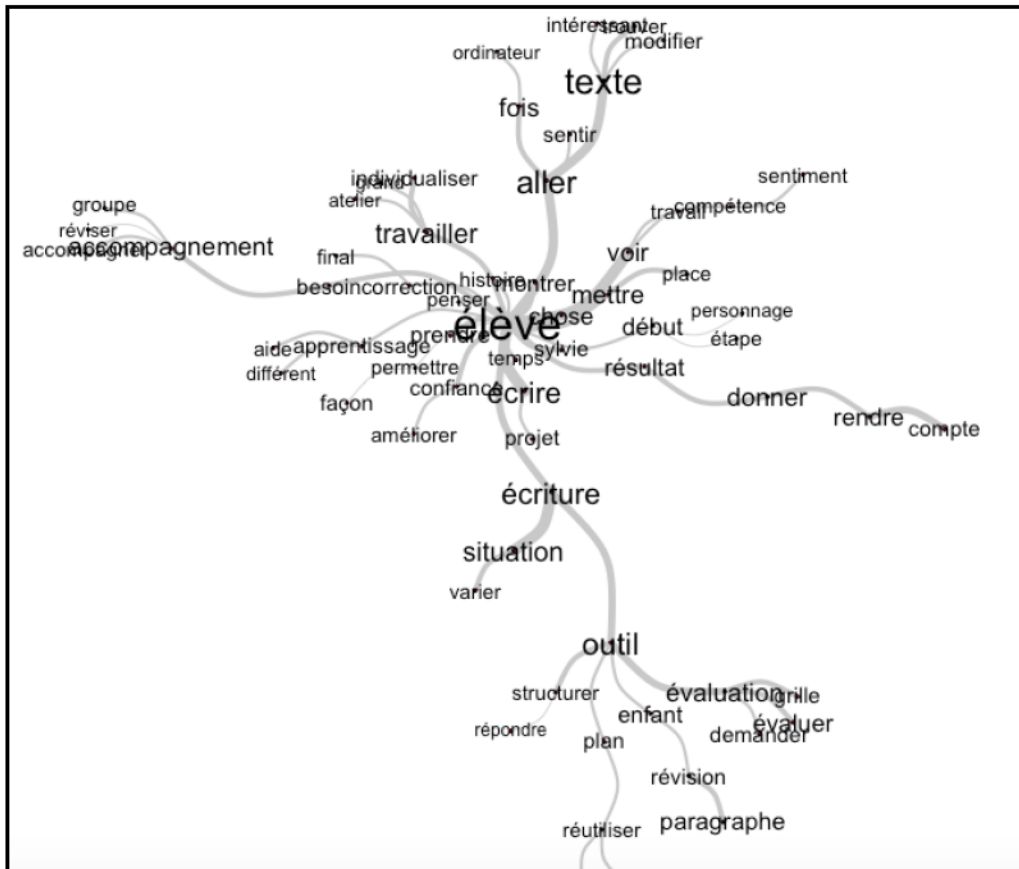 intéressant
trouver
modifier
ordinateur
texte
fois
sentir
aller
individualiser
grand
atelier
sentiment
groupe
travail
compétence
réviser
travailler
accompagner
accompagnement
voir
final
place
histoire
montrer
besoin
correction
mettre
penser
chose
personnage
élève
début
prendre
étape
aide
apprentissage
sylvie
temps
permettre
résultat
différent
confiance
écrire
donner
façon
rendre
compte
améliorer
projet
écriture
situation
varier
outil
structurer
évaluation
grille
enfant
évaluer
répondre
plan
demander
révision
paragraphe
réutiliser